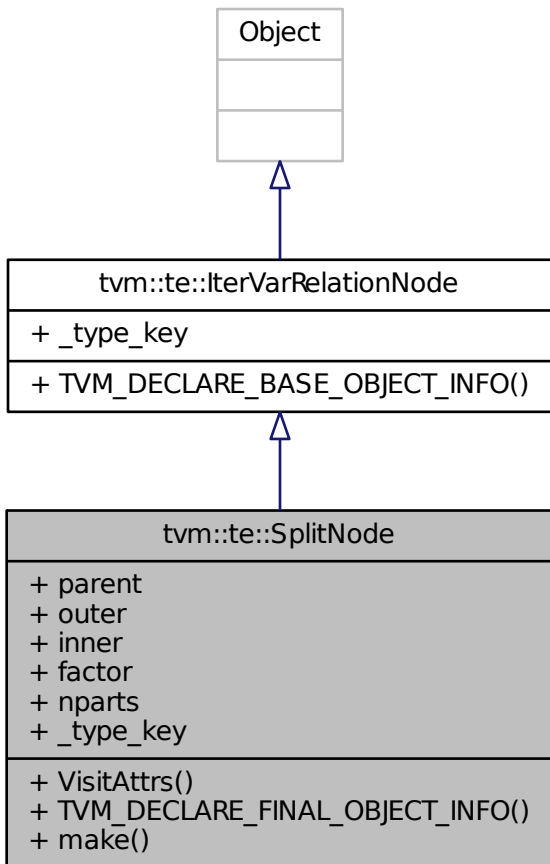 Object
tvm::te::IterVarRelationNode
+ _type_key
+ TVM_DECLARE_BASE_OBJECT_INFO()
tvm::te::SplitNode
+ parent
+ outer
+ inner
+ factor
+ nparts
+ _type_key
+ VisitAttrs()
+ TVM_DECLARE_FINAL_OBJECT_INFO()
+ make()